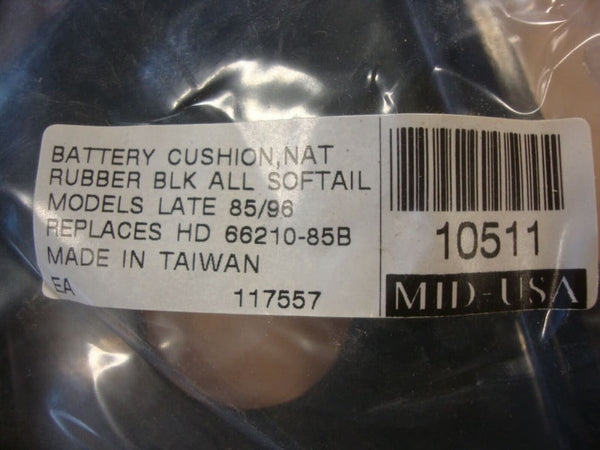 BATTERY CUSHION,NAT
RUBBER BLK ALL SOFTAIL
MODELS LATE 85/96
REPLACES HD 66210-85B
MADE IN TAIWAN
EA 117557
10511
MID-USA